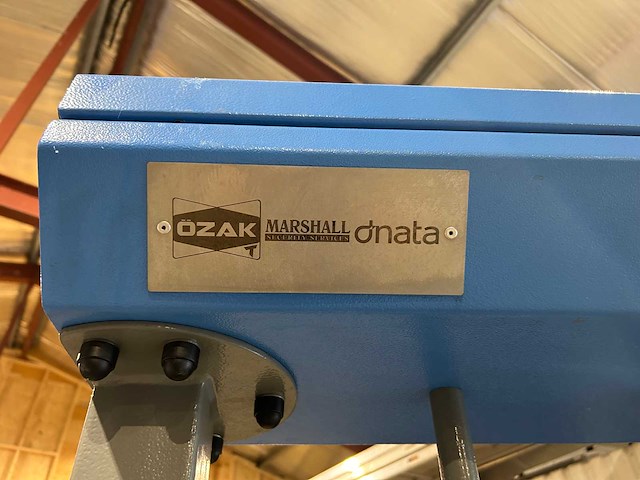 ÖZAK
MARSHALL
SECURITY SERVICES
dnata